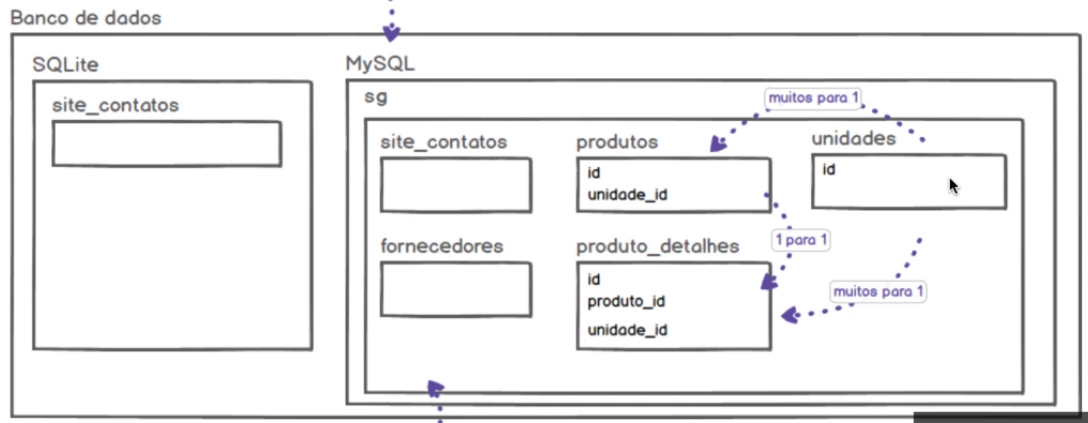 Banco de dados
SQLite
site_contatos
MySQL
sg
site_contatos
produtos
id
unidade_id
muitos para 1
unidades
id
fornecedores
1 para 1
produto_detalhes
id
produto_id
unidade_id
muitos para 1